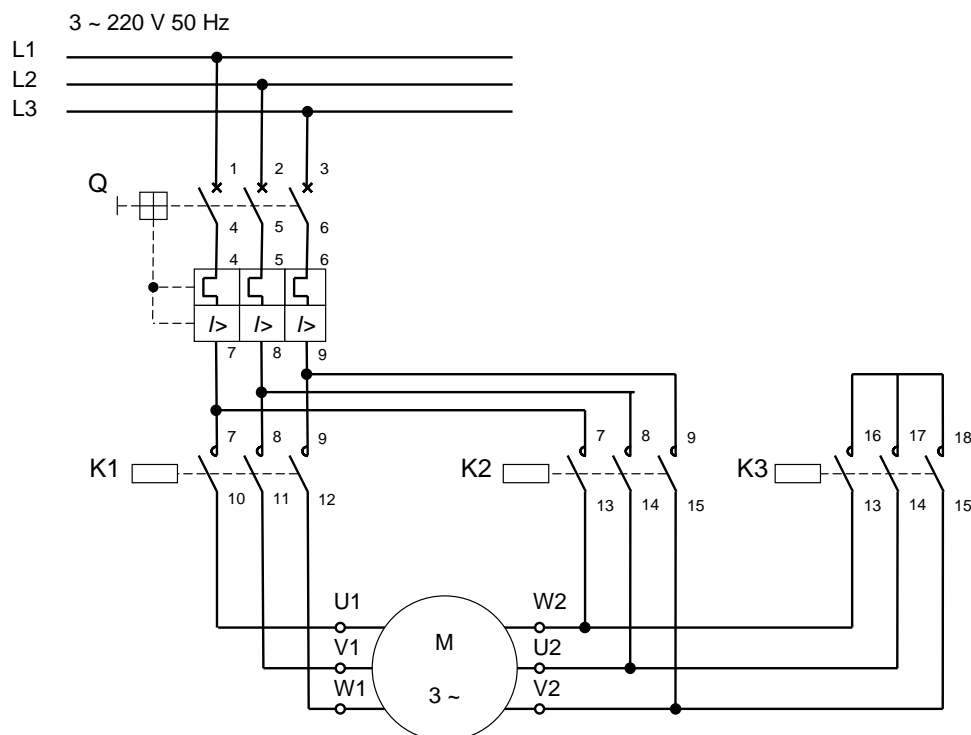 3 ~ 220 V 50 Hz
L1
L2
L3
1 2 3
Q
4 5 6
4 5 6
I> I> I>
7 8 9
7 8 9 7 8 9 16 17 18
K1 K2 K3
10 11 12 13 14 15 13 14 15
U1 W2
M
V1 U2
W1 3 ~ V2